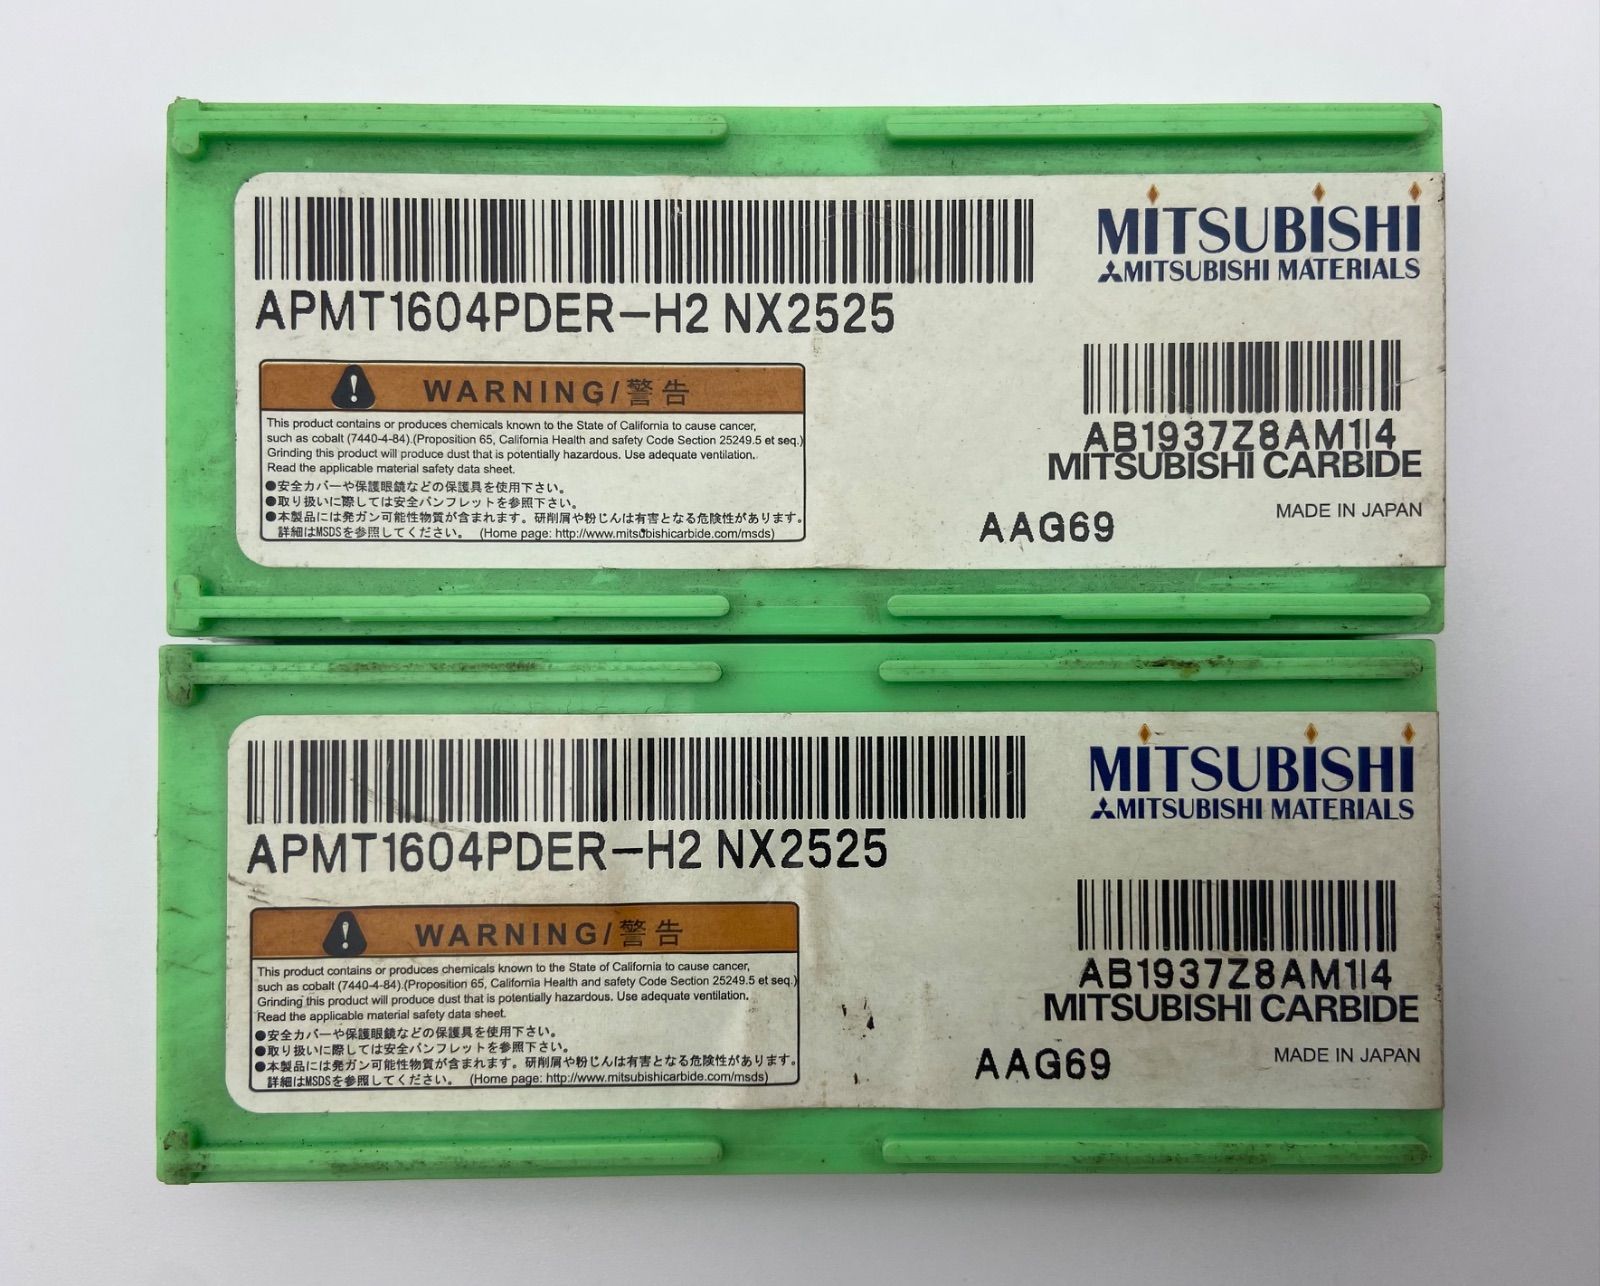 MITSUBISHI
MITSUBISHI MATERIALS
APMT1604PDER-H2 NX2525
WARNING/警告
This product contains or produces chemicals known to the State of California to cause cancer,
such as cobalt (7440-4-84).(Proposition 65, California Health and safety Code Section 25249.5 et seq.)
Grinding this product will produce dust that is potentially hazardous. Use adequate ventilation.
Read the applicable material safety data sheet.
●安全カバーや保護眼鏡などの保護具を使用下さい。
●取り扱いに際しては安全パンフレットを参照下さい。
●本製品には発ガン可能性物質が含まれます。研削屑や粉じんは有害となる危険性があります。
詳細はMSDSを参照してください。 (Home page: http://www.mitsubishicarbide.com/msds)
AB1937Z8AM1I4
MITSUBISHI CARBIDE
MADE IN JAPAN
AAG69
MITSUBISHI
MITSUBISHI MATERIALS
APMT1604PDER-H2 NX2525
WARNING/警告
This product contains or produces chemicals known to the State of California to cause cancer,
such as cobalt (7440-4-84).(Proposition 65, California Health and safety Code Section 25249.5 et seq.)
Grinding this product will produce dust that is potentially hazardous. Use adequate ventilation.
Read the applicable material safety data sheet.
●安全カバーや保護眼鏡などの保護具を使用下さい。
●取り扱いに際しては安全パンフレットを参照下さい。
●本製品には発ガン可能性物質が含まれます。研削屑や粉じんは有害となる危険性があります。
詳細はMSDSを参照してください。 (Home page: http://www.mitsubishicarbide.com/msds)
AB1937Z8AM1I4
MITSUBISHI CARBIDE
MADE IN JAPAN
AAG69